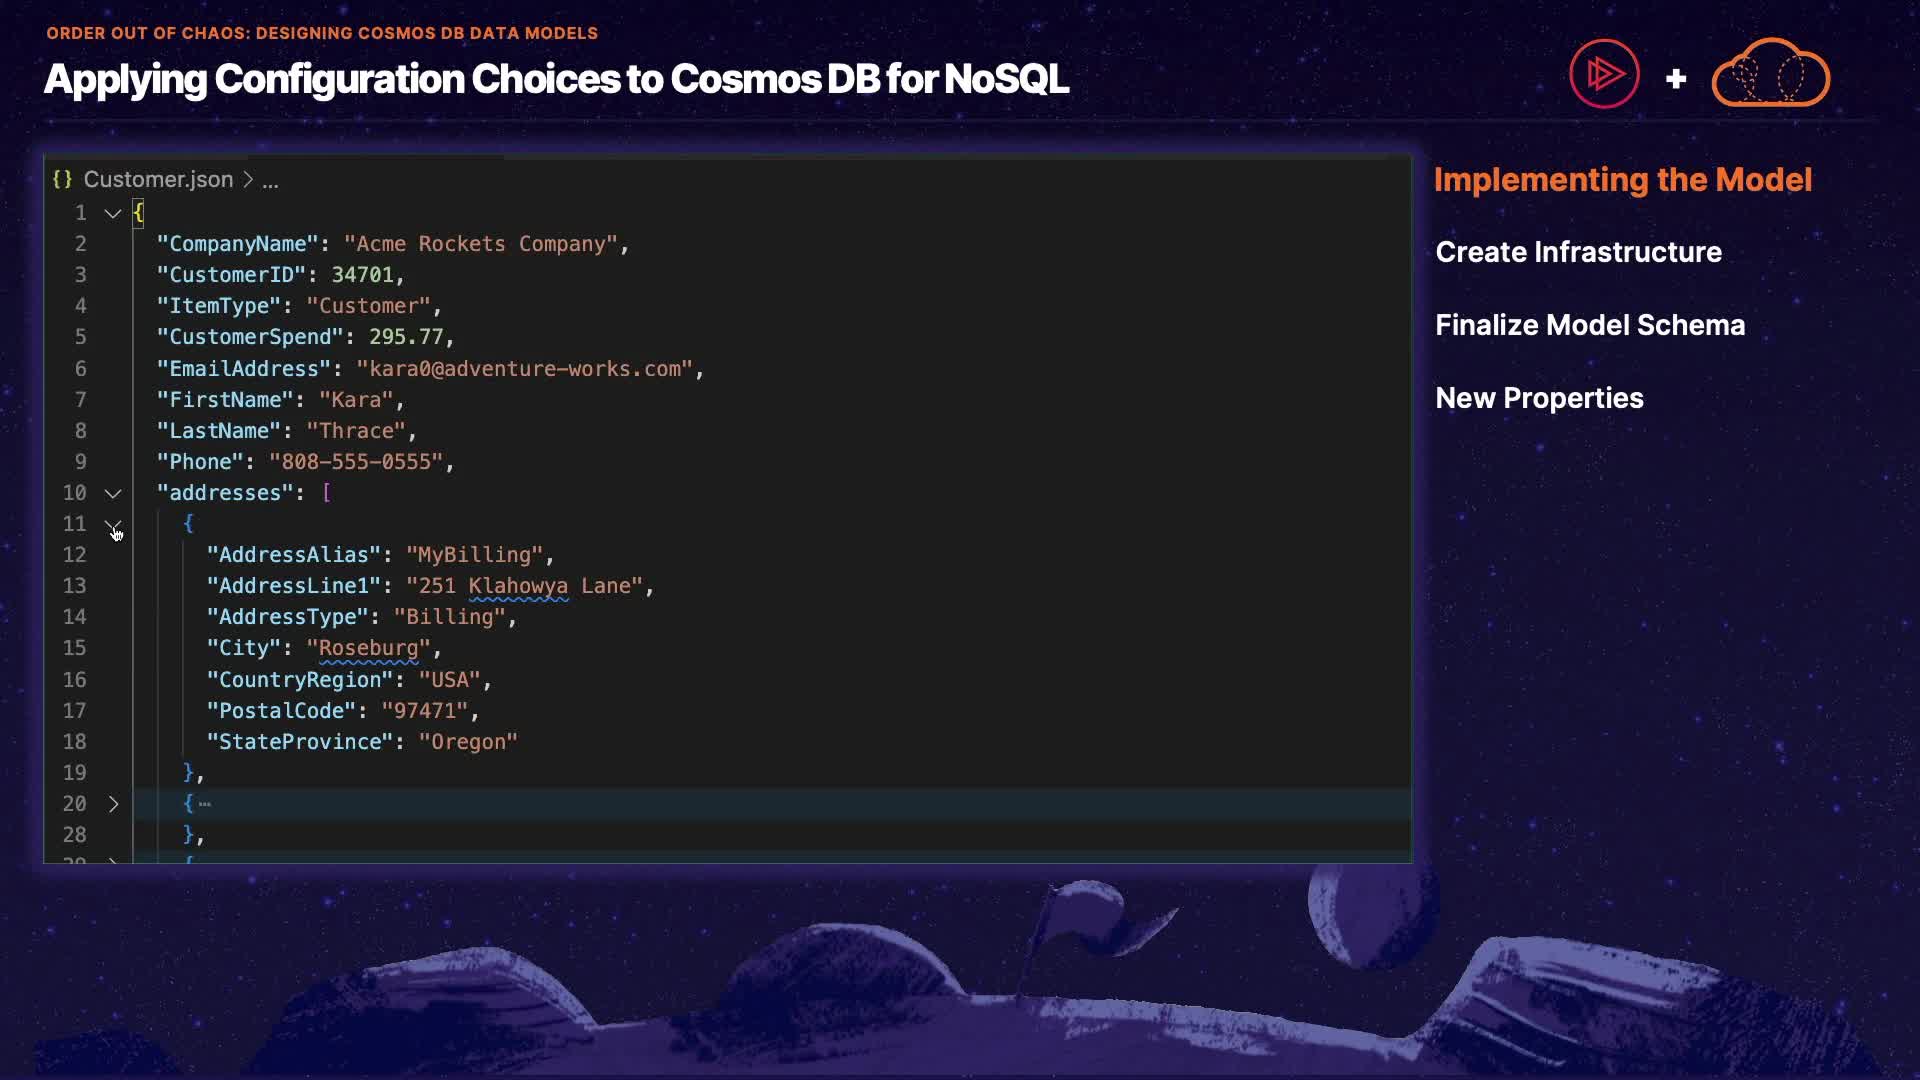 ORDER OUT OF CHAOS: DESIGNING COSMOS DB DATA MODELS
Applying Configuration Choices to Cosmos DB for NoSQL
+
{} Customer.json > ...
1 {
2 "CompanyName": "Acme Rockets Company",
3 "CustomerID": 34701,
4 "ItemType": "Customer",
5 "CustomerSpend": 295.77,
6 "EmailAddress": "kara0@adventure-works.com",
7 "FirstName": "Kara",
8 "LastName": "Thrace",
9 "Phone": "808-555-0555",
10 "addresses": [
11 {
12 "AddressAlias": "MyBilling",
13 "AddressLine1": "251 Klahowya Lane",
14 "AddressType": "Billing",
15 "City": "Roseburg",
16 "CountryRegion": "USA",
17 "PostalCode": "97471",
18 "StateProvince": "Oregon"
19 },
20 {…
28 },
Implementing the Model
Create Infrastructure
Finalize Model Schema
New Properties